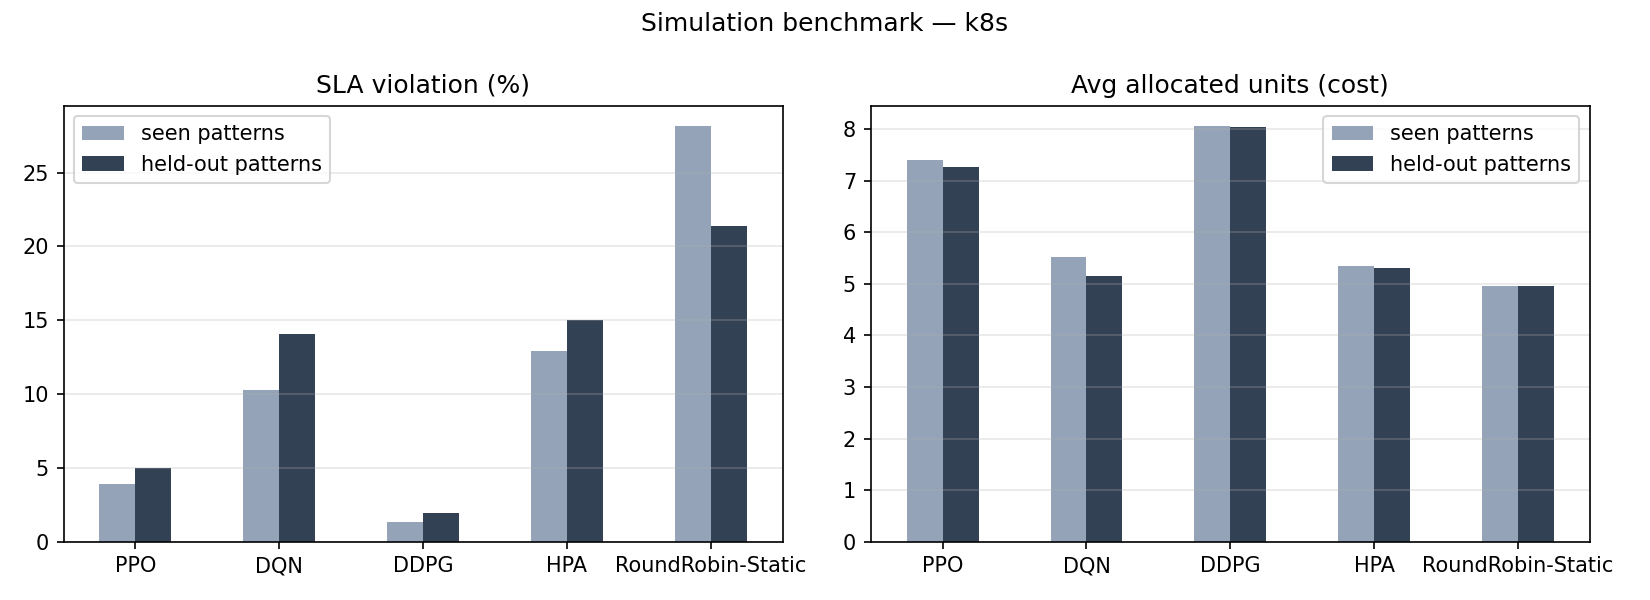 Simulation benchmark — k8s
SLA violation (%)
seen patterns
held-out patterns
25
20
15
10
5
0
PPO DQN DDPG HPA RoundRobin-Static
Avg allocated units (cost)
seen patterns
held-out patterns
8
7
6
5
4
3
2
1
0
PPO DQN DDPG HPA RoundRobin-Static